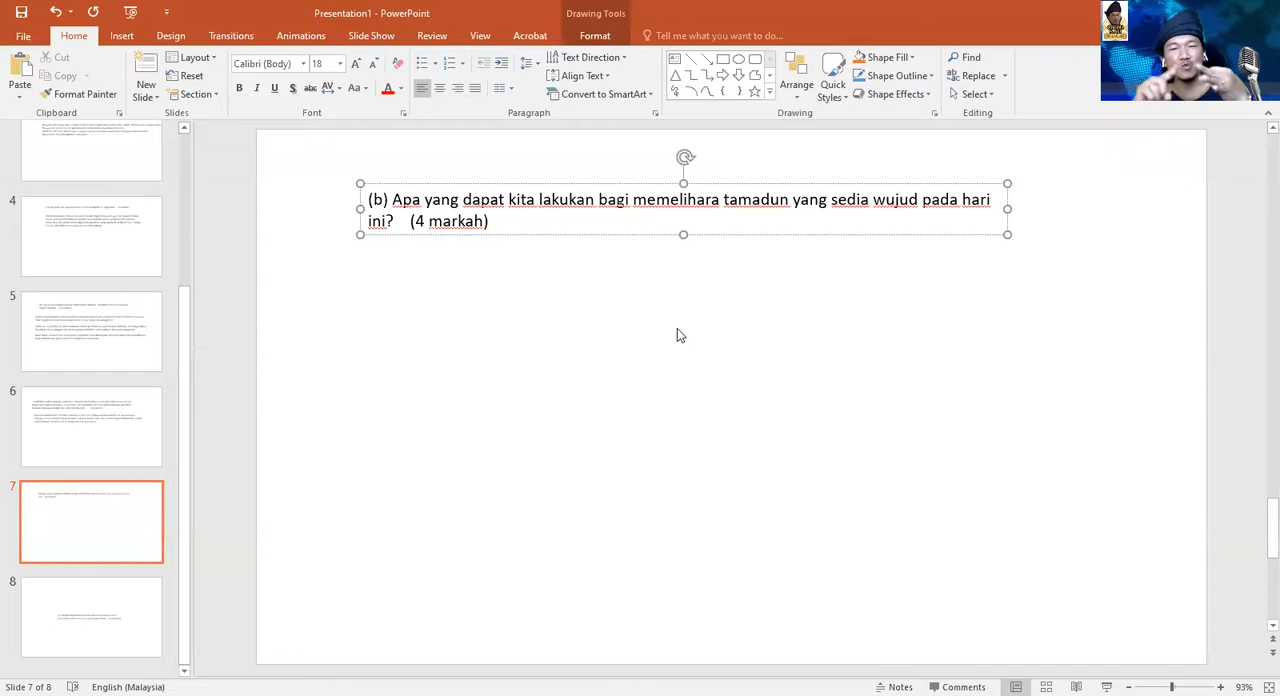 Presentation1 - PowerPoint
Drawing Tools
File
Home
Insert
Design
Transitions
Animations
Slide Show
Review
View
Acrobat
Format
Tell me what you want to do...
Paste
Cut
Copy
Format Painter
Clipboard
New
Slide
Layout
Reset
Section
Slides
Calibri (Body)
18
B I U S abc AV Aa A
Font
Text Direction
Align Text
Convert to SmartArt
Paragraph
Arrange
Quick
Styles
Shape Fill
Shape Outline
Shape Effects
Drawing
Find
Replace
Select
Editing
4
5
6
7
8
(b) Apa yang dapat kita lakukan bagi memelihara tamadun yang sedia wujud pada hari
ini? (4 markah)
Slide 7 of 8
English (Malaysia)
Notes
Comments
93%